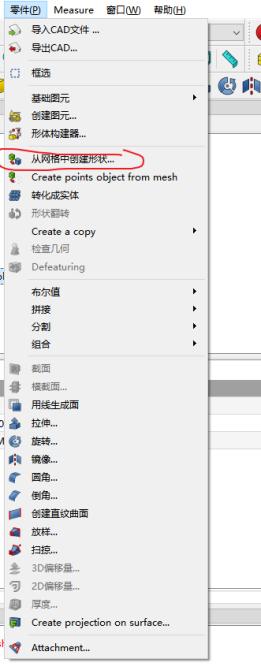 零件(P) Measure 窗口(W) 帮助(H)
导入CAD文件 ...
导出CAD...
框选
基础图元
创建图元...
形体构建器...
从网格中创建形状...
Create points object from mesh
转化成实体
形状翻转
Create a copy
检查几何
Defeaturing
布尔值
拼接
分割
组合
截面
横截面...
用线生成面
拉伸...
旋转...
镜像...
圆角...
倒角...
创建直纹曲面
放样...
扫掠...
3D偏移量...
2D偏移量...
厚度...
Create projection on surface...
Attachment...